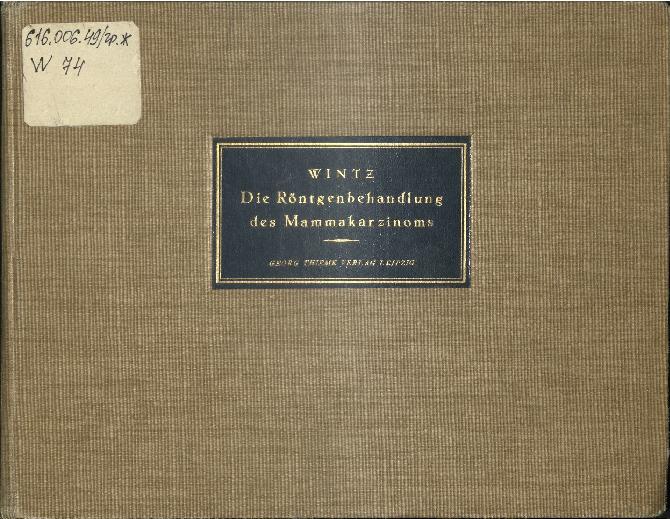 616.006.49/гр.ж
W 74
WINTZ
Die Röntgenbehandlung
des Mammakarzinoms
GEORG THIEME VERLAG LEIPZIG